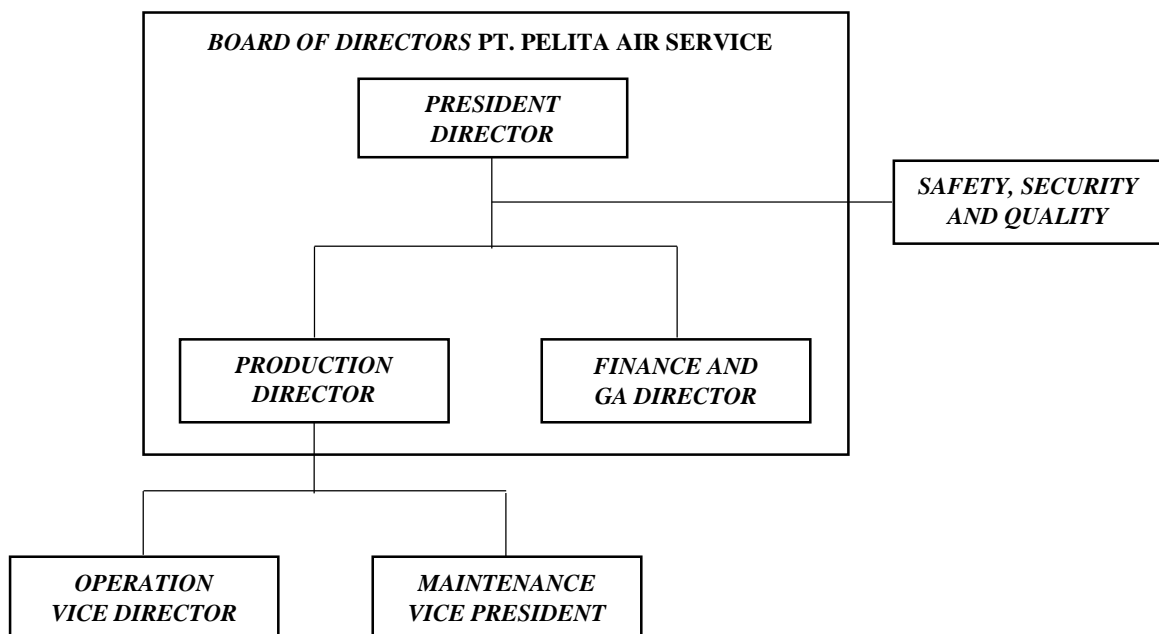 BOARD OF DIRECTORS PT. PELITA AIR SERVICE
PRESIDENT
DIRECTOR
SAFETY, SECURITY
AND QUALITY
PRODUCTION
DIRECTOR
FINANCE AND
GA DIRECTOR
OPERATION
VICE DIRECTOR
MAINTENANCE
VICE PRESIDENT